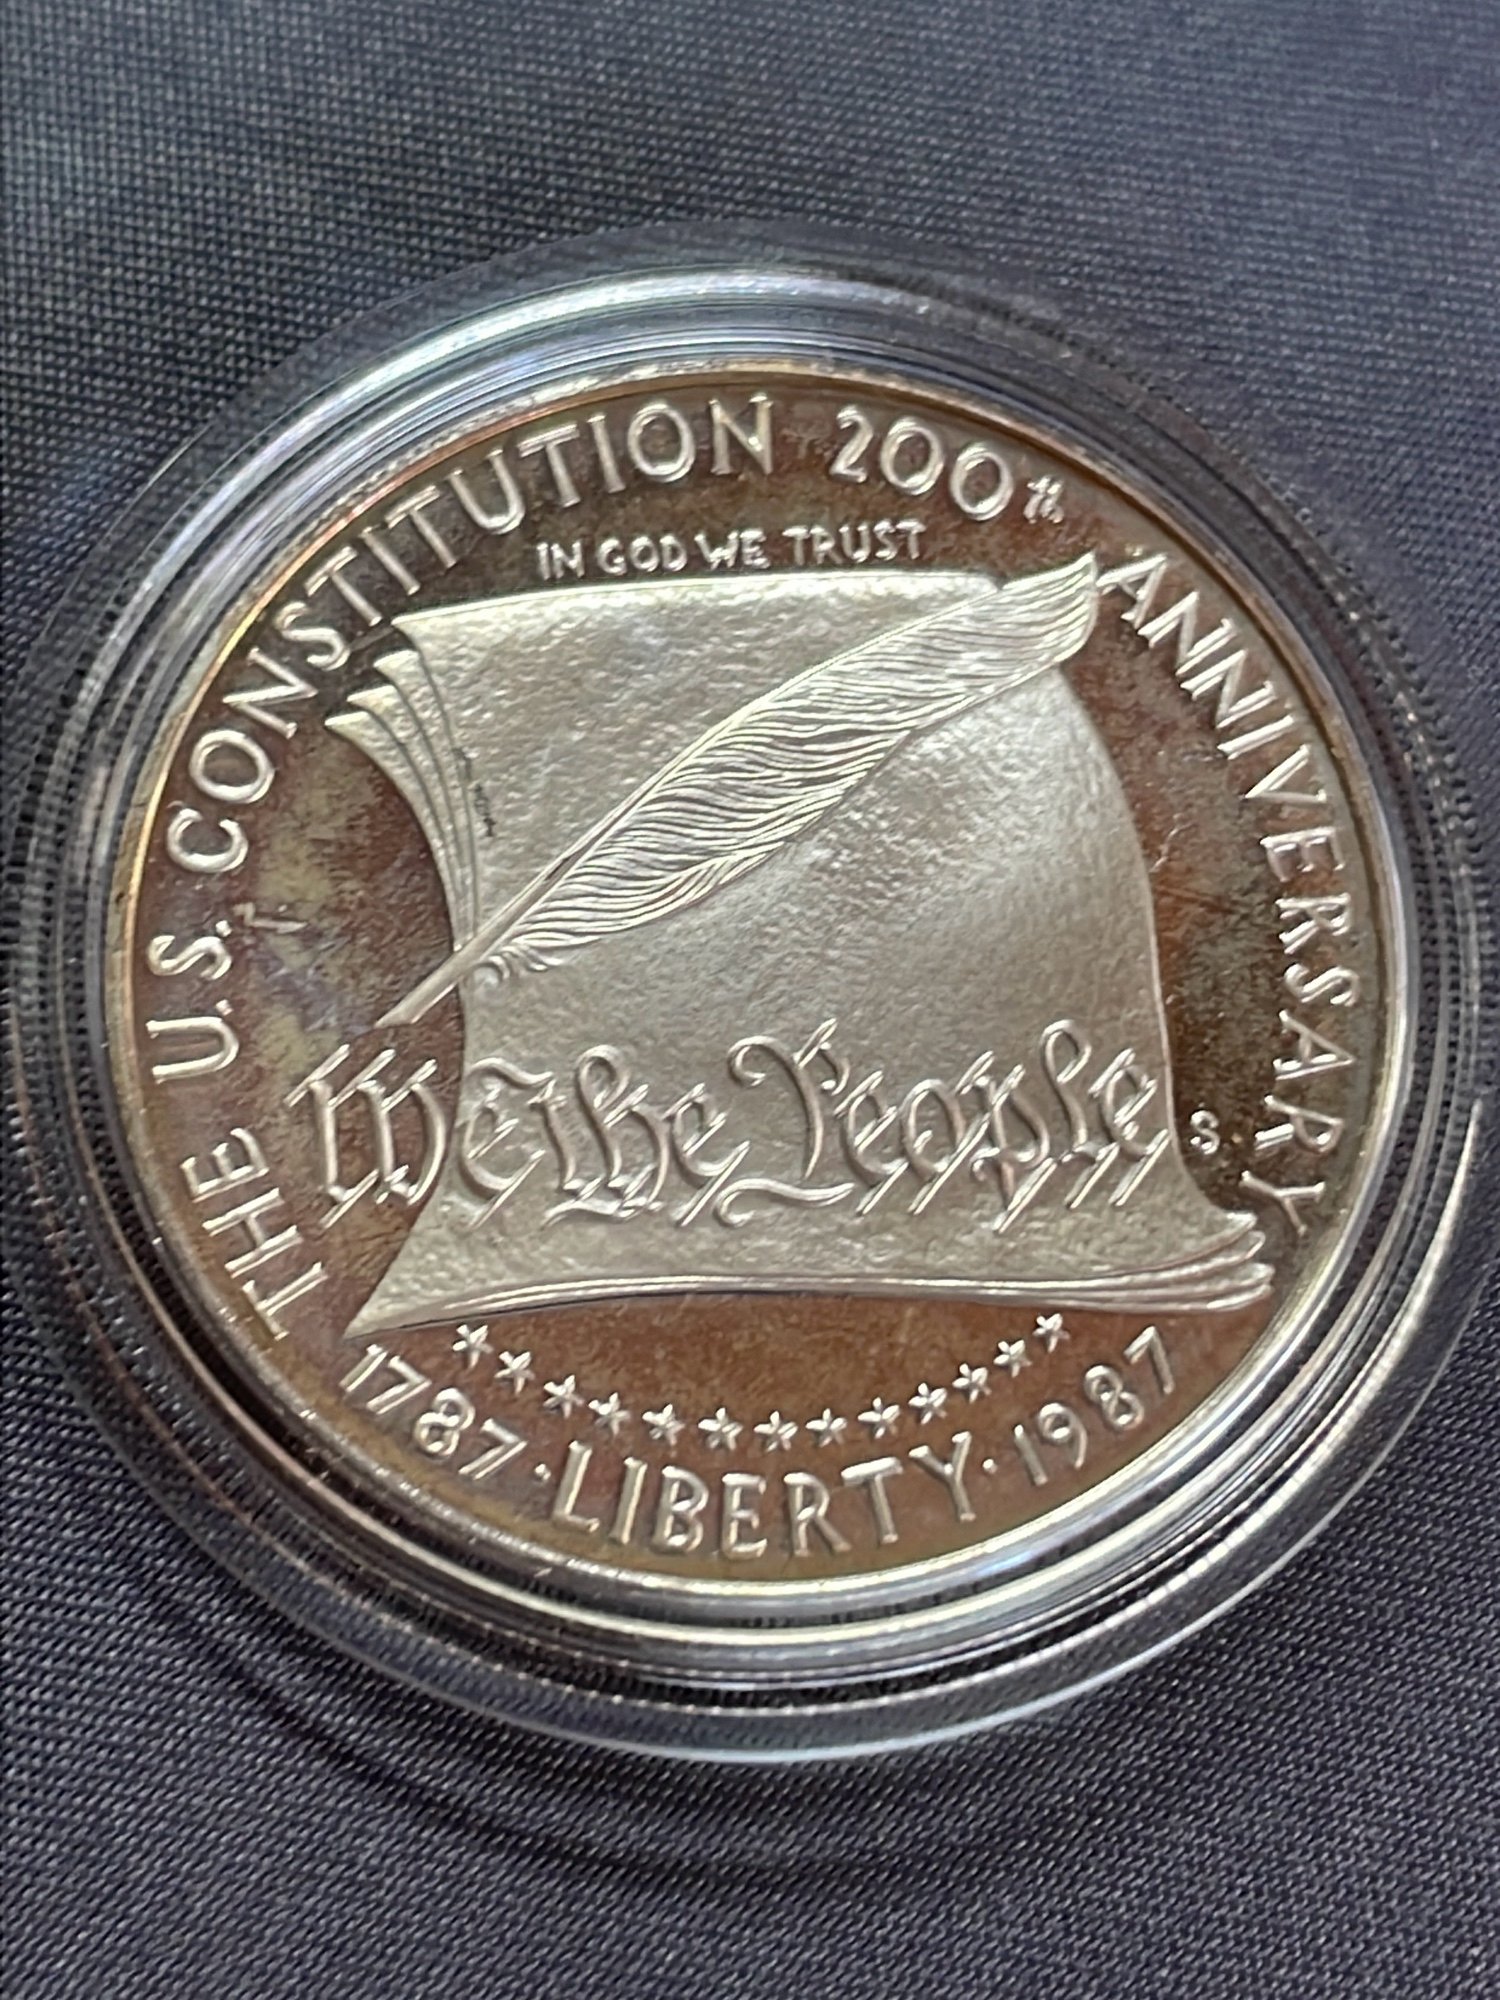 THE U.S. CONSTITUTION 200th ANNIVERSARY
IN GOD WE TRUST
We the People
S
1787 · LIBERTY · 1987